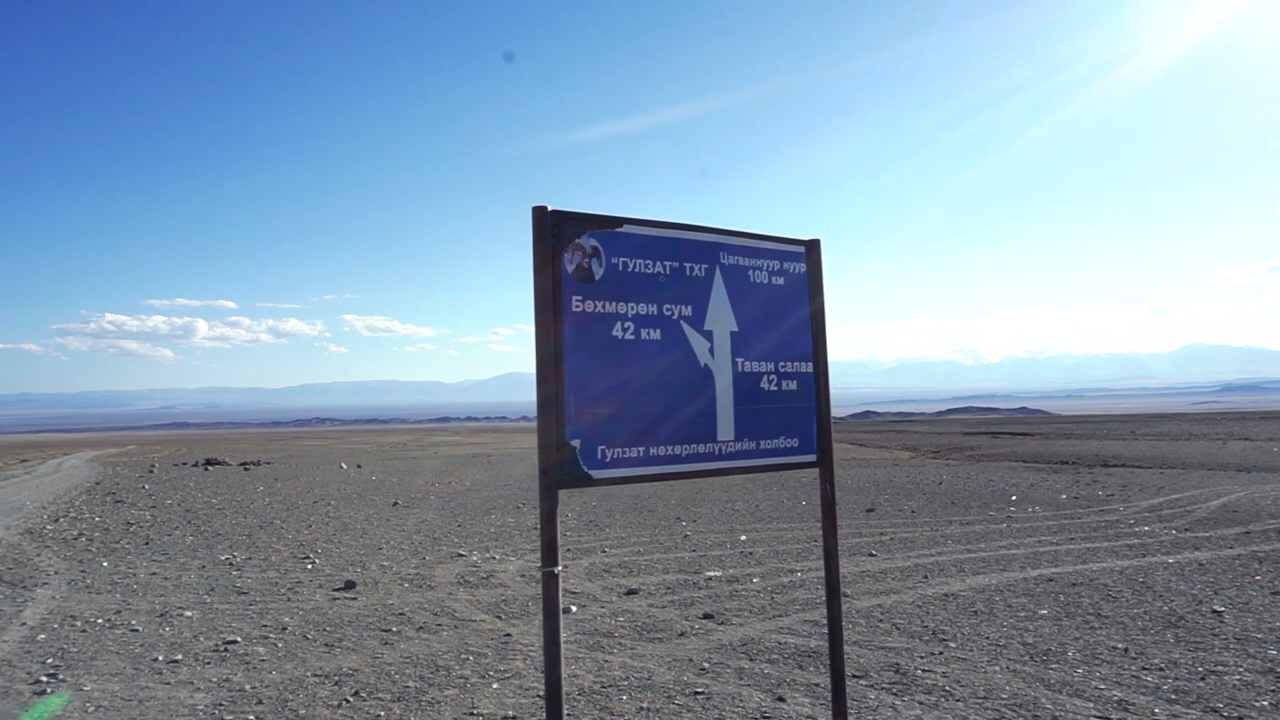 “ГУЛЗАТ” ТХГ
Цагааннуур нуур
100 км
Бөхмөрөн сум
42 км
Таван салаа
42 км
Гулзат нөхөрлөлүүдийн холбоо